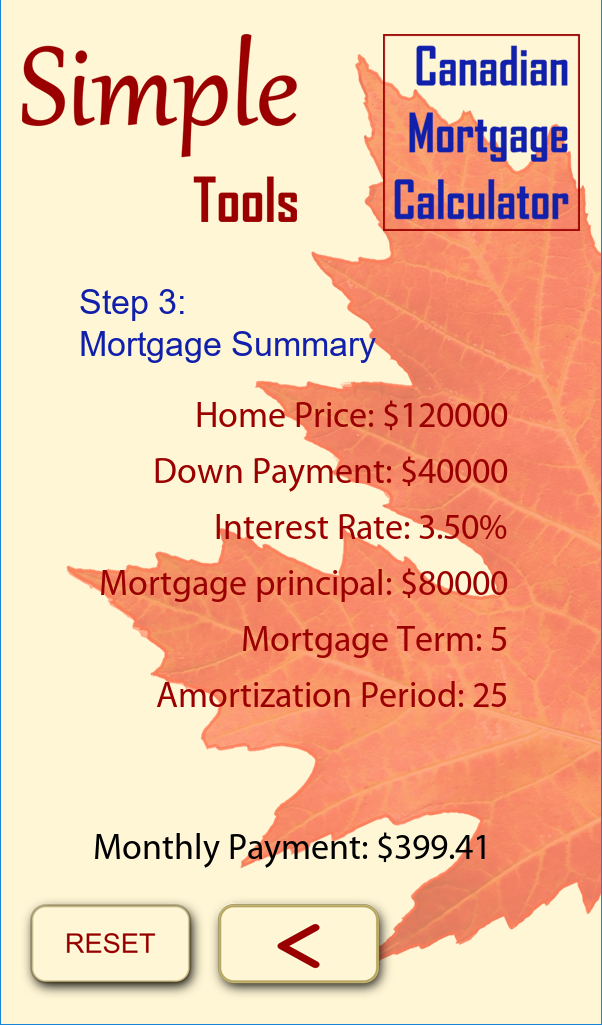 Simple
Tools
Canadian
Mortgage
Calculator
Step 3:
Mortgage Summary
Home Price: $120000
Down Payment: $40000
Interest Rate: 3.50%
Mortgage principal: $80000
Mortgage Term: 5
Amortization Period: 25
Monthly Payment: $399.41
RESET
<